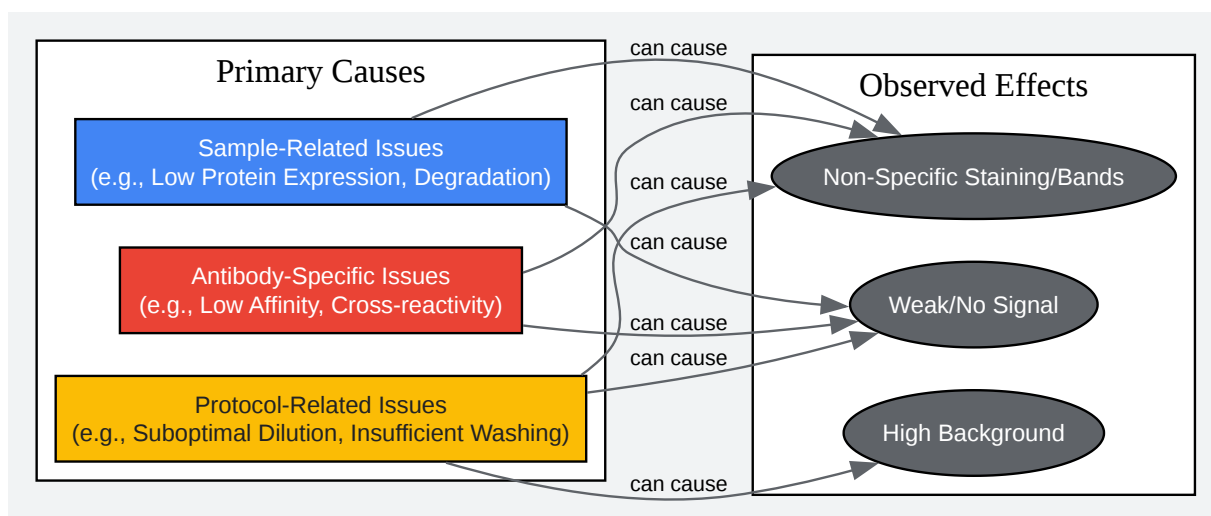 Primary Causes
Sample-Related Issues
(e.g., Low Protein Expression, Degradation)
Antibody-Specific Issues
(e.g., Low Affinity, Cross-reactivity)
Protocol-Related Issues
(e.g., Suboptimal Dilution, Insufficient Washing)
can cause
can cause
can cause
can cause
can cause
can cause
can cause
Observed Effects
Non-Specific Staining/Bands
Weak/No Signal
High Background